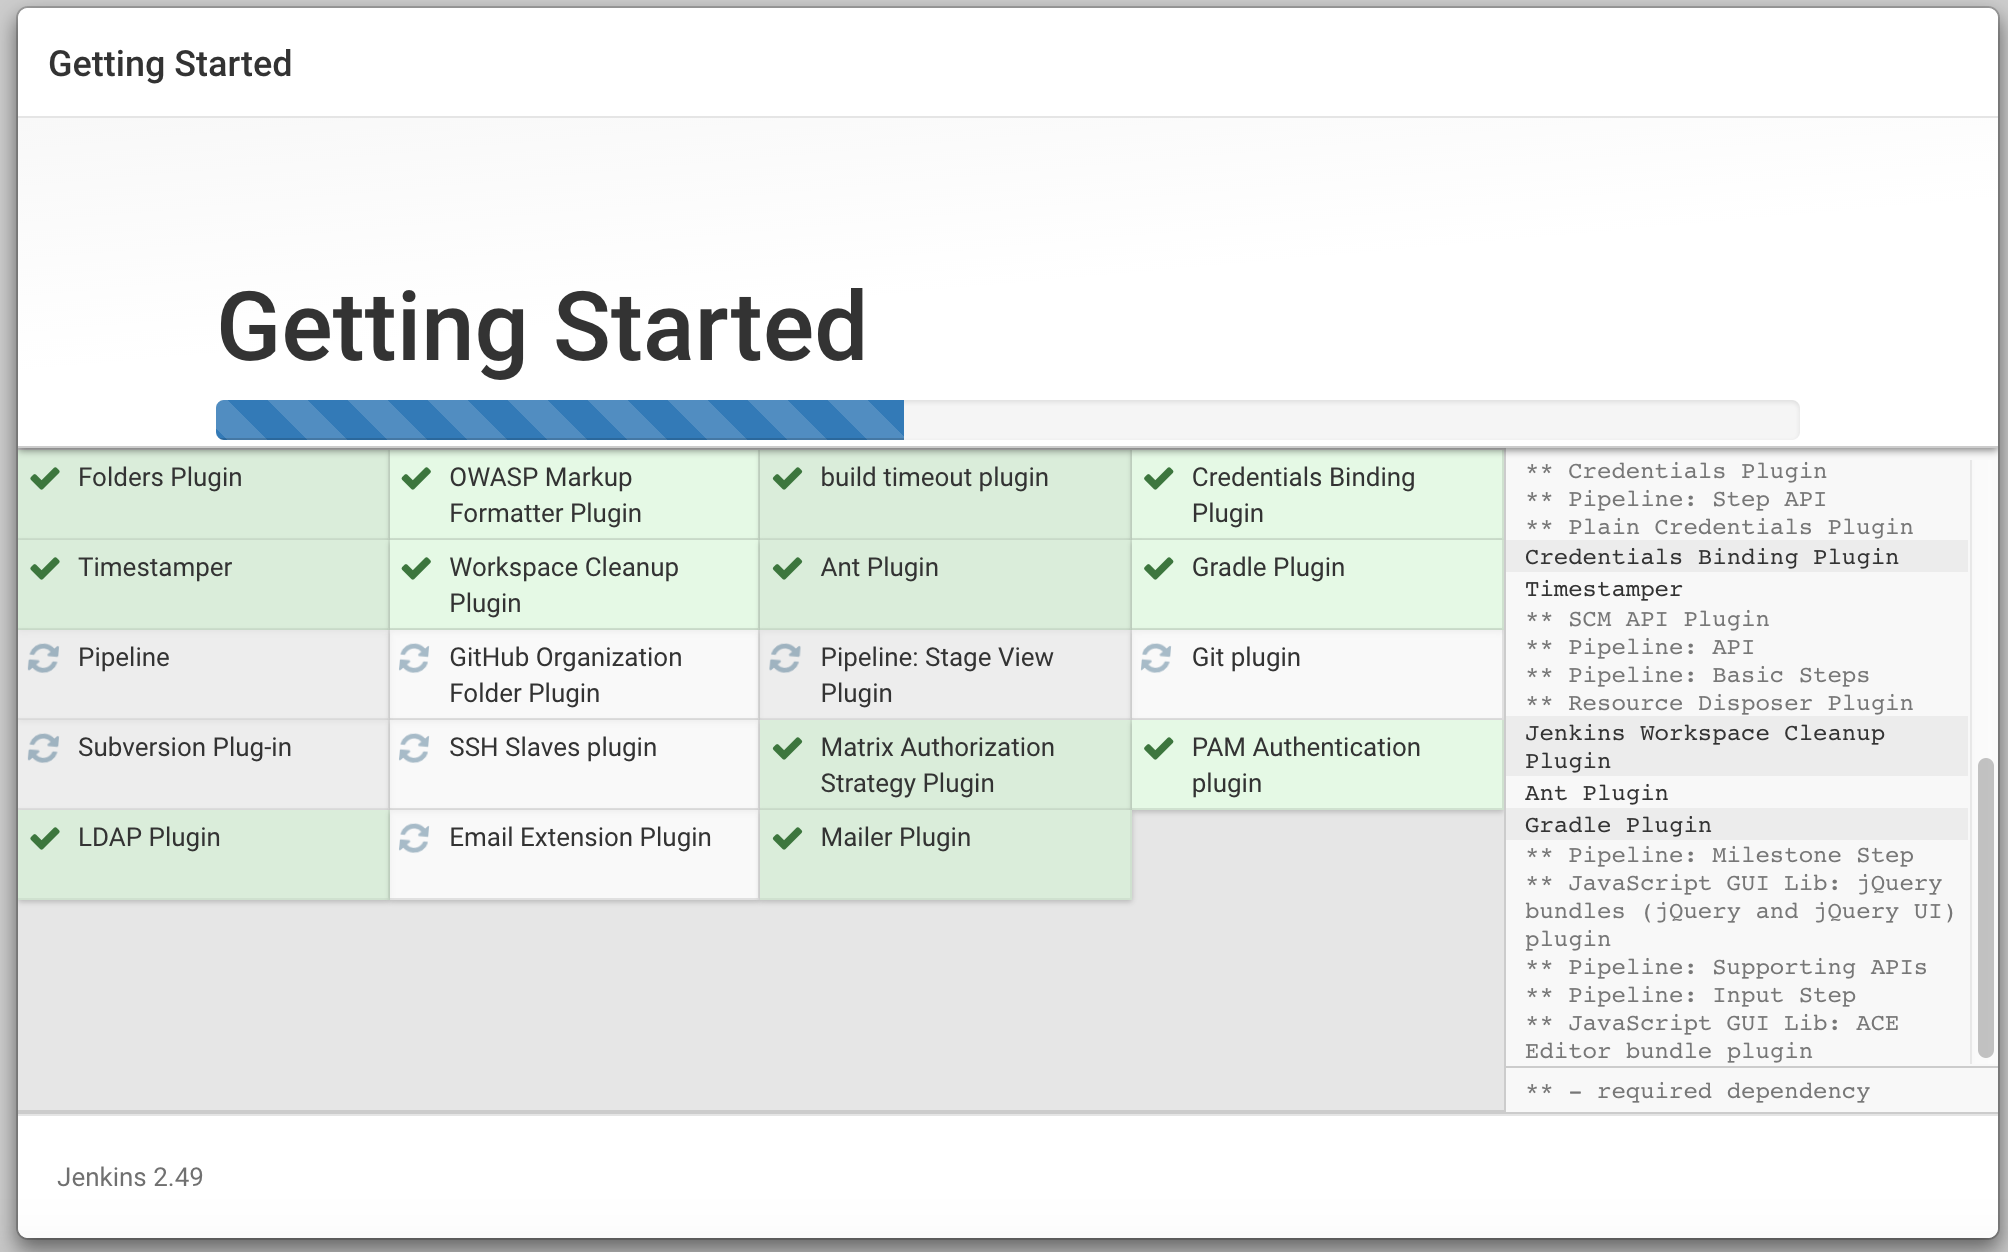 Getting Started
Getting Started
Folders Plugin
OWASP Markup
Formatter Plugin
build timeout plugin
Credentials Binding
Plugin
Timestamper
Workspace Cleanup
Plugin
Ant Plugin
Gradle Plugin
Pipeline
GitHub Organization
Folder Plugin
Pipeline: Stage View
Plugin
Git plugin
Subversion Plug-in
SSH Slaves plugin
Matrix Authorization
Strategy Plugin
PAM Authentication
plugin
LDAP Plugin
Email Extension Plugin
Mailer Plugin
** Credentials Plugin
** Pipeline: Step API
** Plain Credentials Plugin
Credentials Binding Plugin
Timestamper
** SCM API Plugin
** Pipeline: API
** Pipeline: Basic Steps
** Resource Disposer Plugin
Jenkins Workspace Cleanup
Plugin
Ant Plugin
Gradle Plugin
** Pipeline: Milestone Step
** JavaScript GUI Lib: jQuery
bundles (jQuery and jQuery UI)
plugin
** Pipeline: Supporting APIs
** Pipeline: Input Step
** JavaScript GUI Lib: ACE
Editor bundle plugin
** - required dependency
Jenkins 2.49